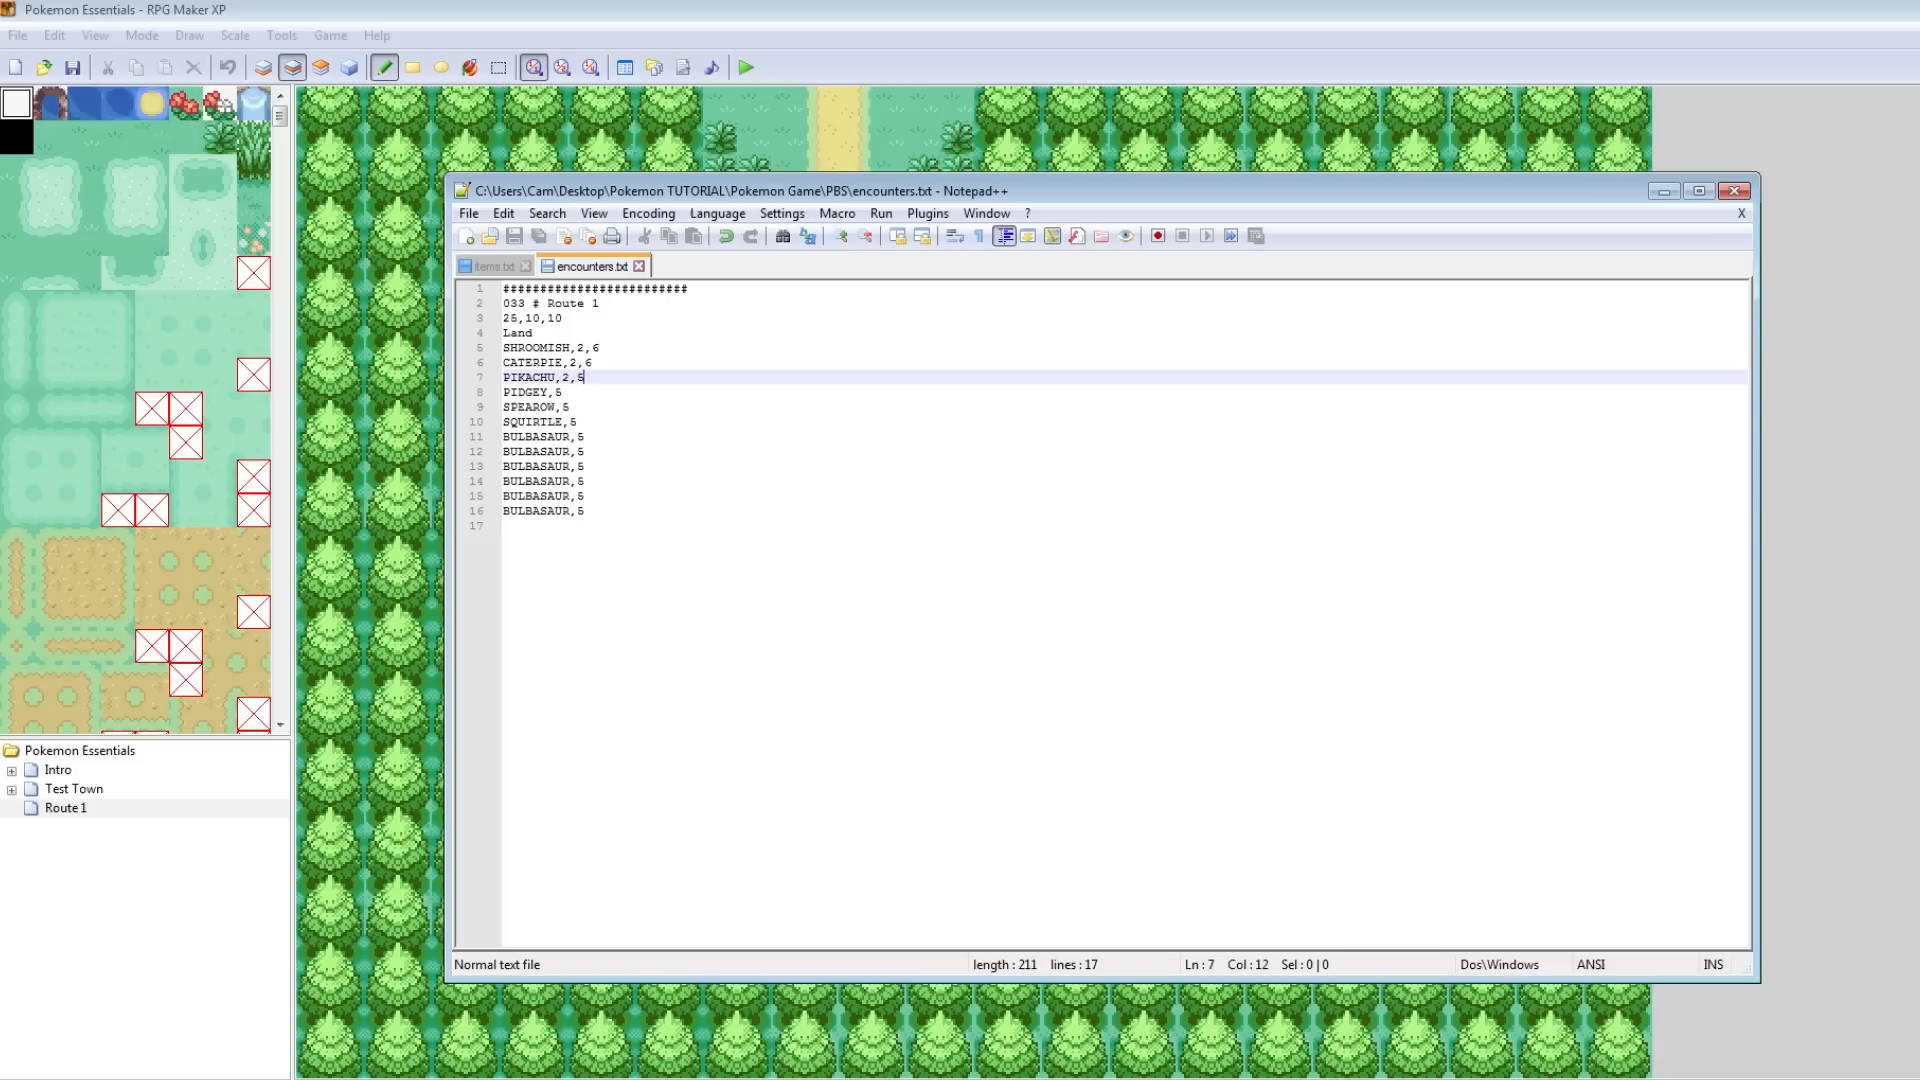 Pokemon Essentials - RPG Maker XP
File Edit View Mode Draw Scale Tools Game Help
C:\Users\Cam\Desktop\Pokemon TUTORIAL\Pokemon Game\PBS\encounters.txt - Notepad++
File Edit Search View Encoding Language Settings Macro Run Plugins Window ? X
items.txt encounters.txt
1 #########################
2 033 # Route 1
3 25,10,10
4 Land
5 SHROOMISH,2,6
6 CATERPIE,2,6
7 PIKACHU,2,5
8 PIDGEY,5
9 SPEAROW,5
10 SQUIRTLE,5
11 BULBASAUR,5
12 BULBASAUR,5
13 BULBASAUR,5
14 BULBASAUR,5
15 BULBASAUR,5
16 BULBASAUR,5
17
Pokemon Essentials
Intro
Test Town
Route 1
Normal text file length : 211 lines : 17 Ln : 7 Col : 12 Sel : 0 | 0 Dos\Windows ANSI INS